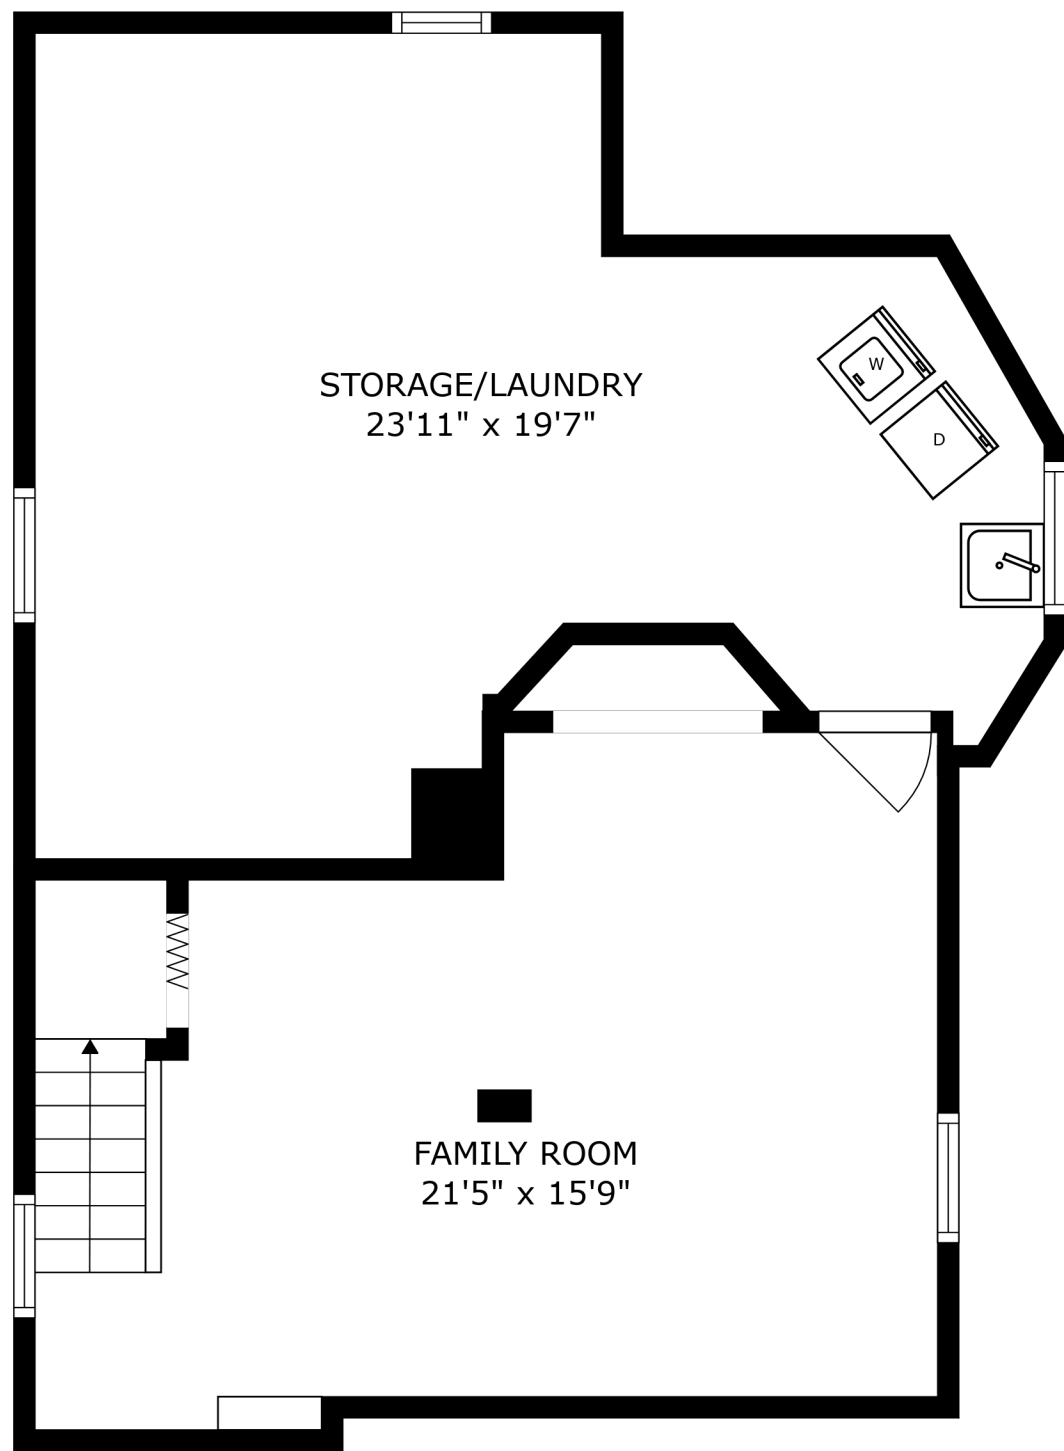 STORAGE/LAUNDRY
23'11" x 19'7"
W
D
FAMILY ROOM
21'5" x 15'9"